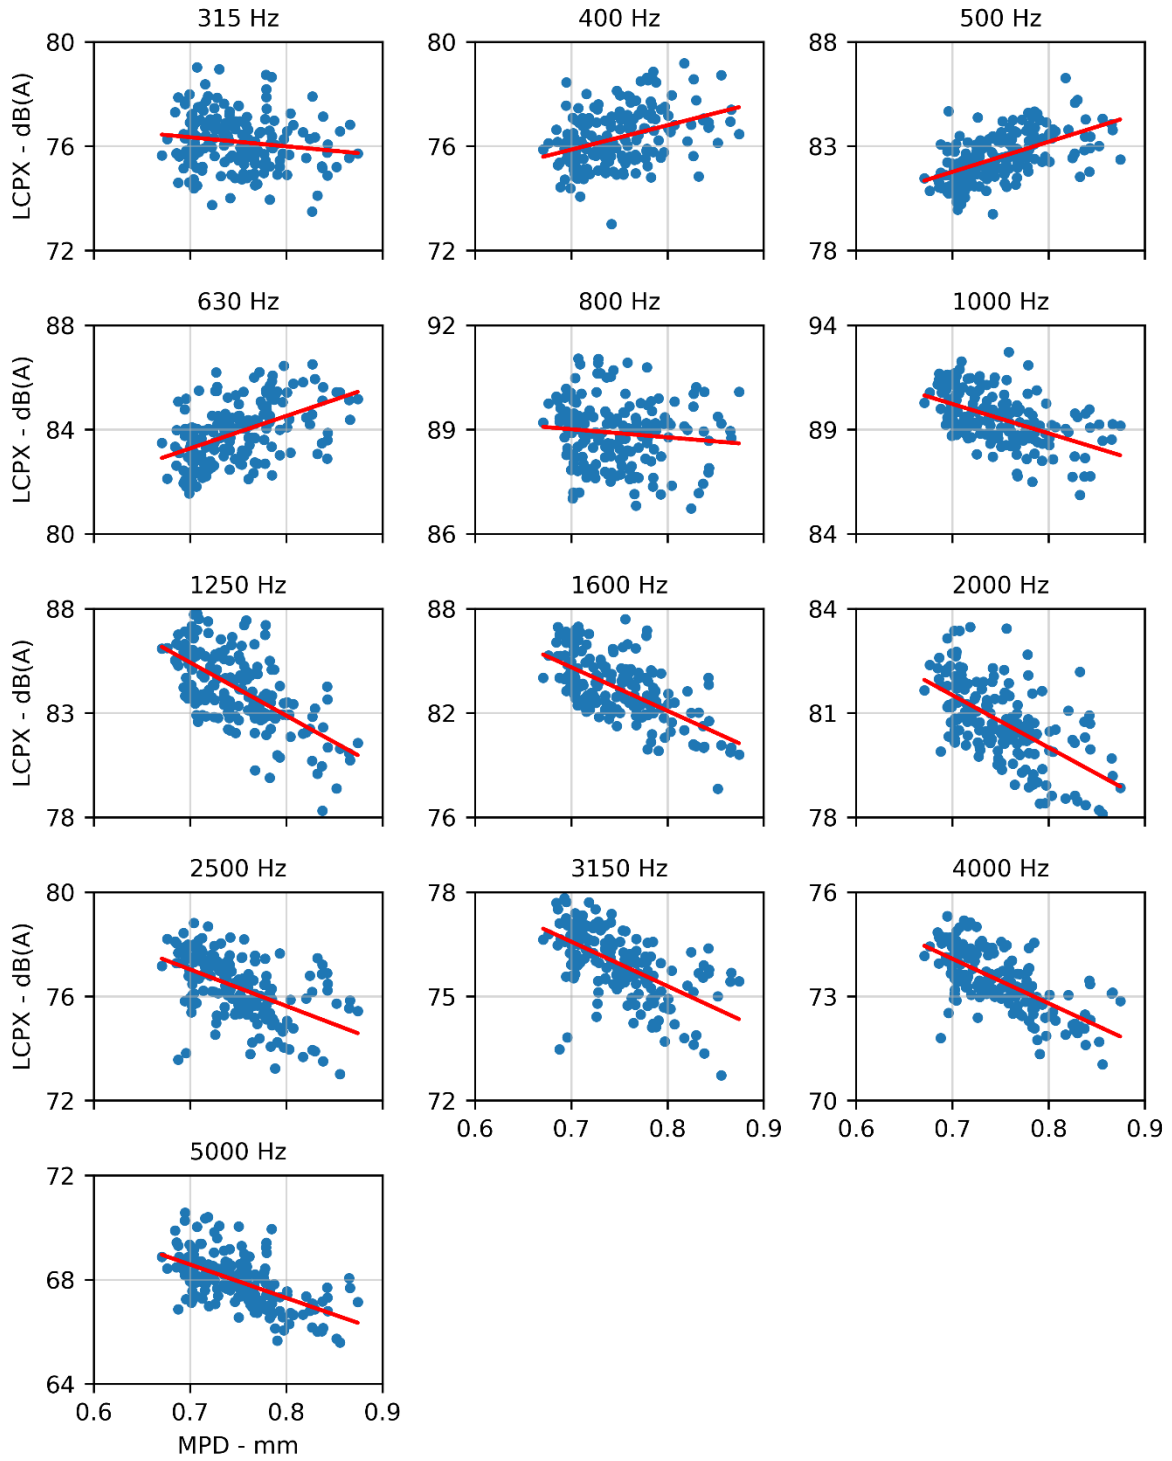 315 Hz
400 Hz
500 Hz
LCPX - dB(A)
80
76
72
80
76
72
88
83
78
630 Hz
800 Hz
1000 Hz
LCPX - dB(A)
88
84
80
92
89
86
94
89
84
1250 Hz
1600 Hz
2000 Hz
LCPX - dB(A)
88
83
78
88
82
76
84
81
78
2500 Hz
3150 Hz
4000 Hz
LCPX - dB(A)
80
76
72
78
75
72
76
73
70
0.6 0.7 0.8 0.9
0.6 0.7 0.8 0.9
5000 Hz
72
68
64
0.6 0.7 0.8 0.9
MPD - mm